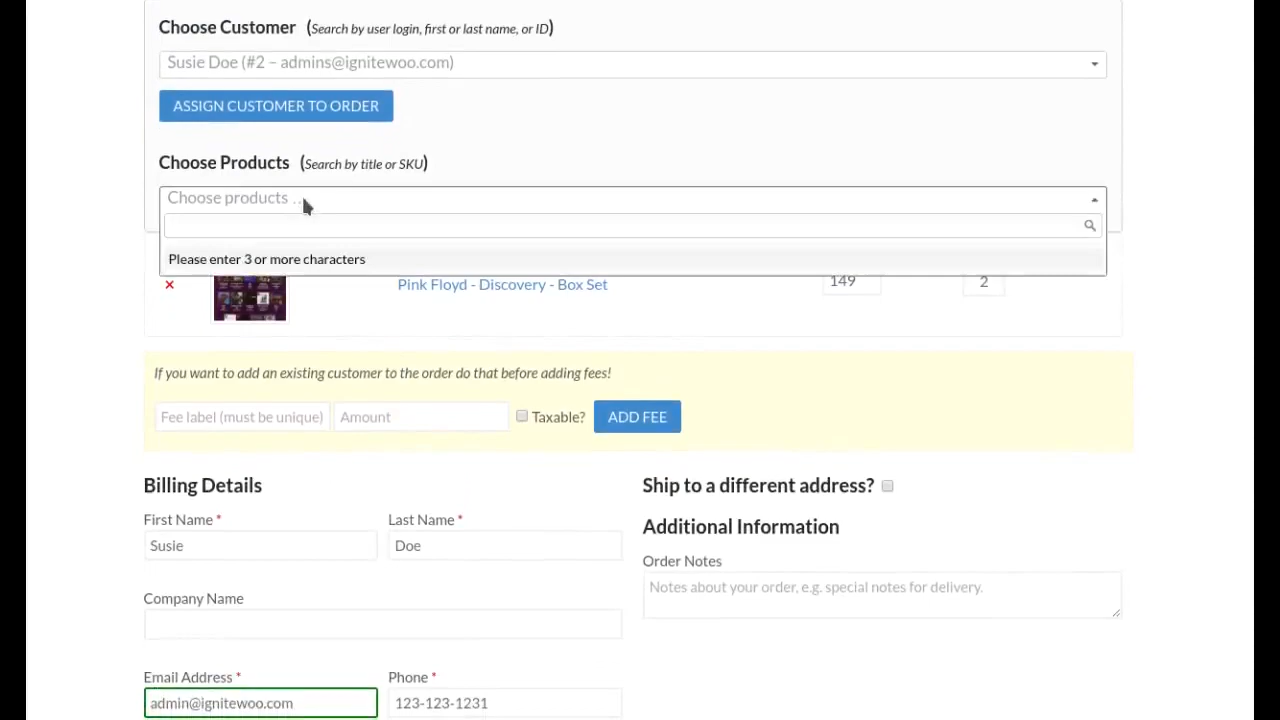 Choose Customer (Search by user login, first or last name, or ID)
Susie Doe (#2 – admins@ignitewoo.com)
ASSIGN CUSTOMER TO ORDER
Choose Products (Search by title or SKU)
Choose products ...
Please enter 3 or more characters
× Pink Floyd - Discovery - Box Set 149 2
If you want to add an existing customer to the order do that before adding fees!
Fee label (must be unique) Amount Taxable? ADD FEE
Billing Details
Ship to a different address?
First Name * Last Name *
Susie Doe
Additional Information
Order Notes
Notes about your order, e.g. special notes for delivery.
Company Name
Email Address * Phone *
admin@ignitewoo.com 123-123-1231